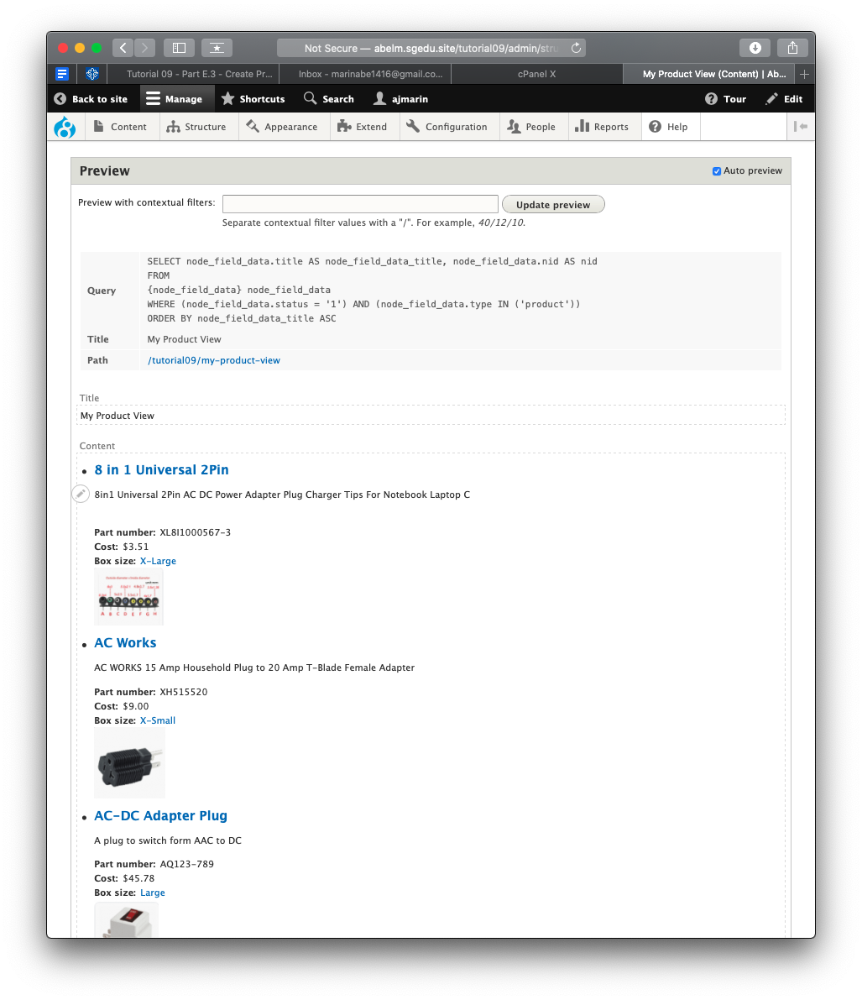 Not Secure — abelm.sgedu.site/tutorial09/admin/stru
Tutorial 09 - Part E.3 - Create Pr...
Inbox - marinabe1416@gmail.co...
cPanel X
My Product View (Content) | Ab...
Back to site
Manage
Shortcuts
Search
ajmarin
Tour
Edit
Content
Structure
Appearance
Extend
Configuration
People
Reports
Help
Preview
Auto preview
Preview with contextual filters:
Update preview
Separate contextual filter values with a "/". For example, 40/12/10.
Query
SELECT node_field_data.title AS node_field_data_title, node_field_data.nid AS nid
FROM
{node_field_data} node_field_data
WHERE (node_field_data.status = '1') AND (node_field_data.type IN ('product'))
ORDER BY node_field_data_title ASC
Title My Product View
Path /tutorial09/my-product-view
Title
My Product View
Content
8 in 1 Universal 2Pin
8in1 Universal 2Pin AC DC Power Adapter Plug Charger Tips For Notebook Laptop C
Part number: XL8I1000567-3
Cost: $3.51
Box size: X-Large
A B C D E F G H
AC Works
AC WORKS 15 Amp Household Plug to 20 Amp T-Blade Female Adapter
Part number: XH515520
Cost: $9.00
Box size: X-Small
AC-DC Adapter Plug
A plug to switch form AAC to DC
Part number: AQ123-789
Cost: $45.78
Box size: Large